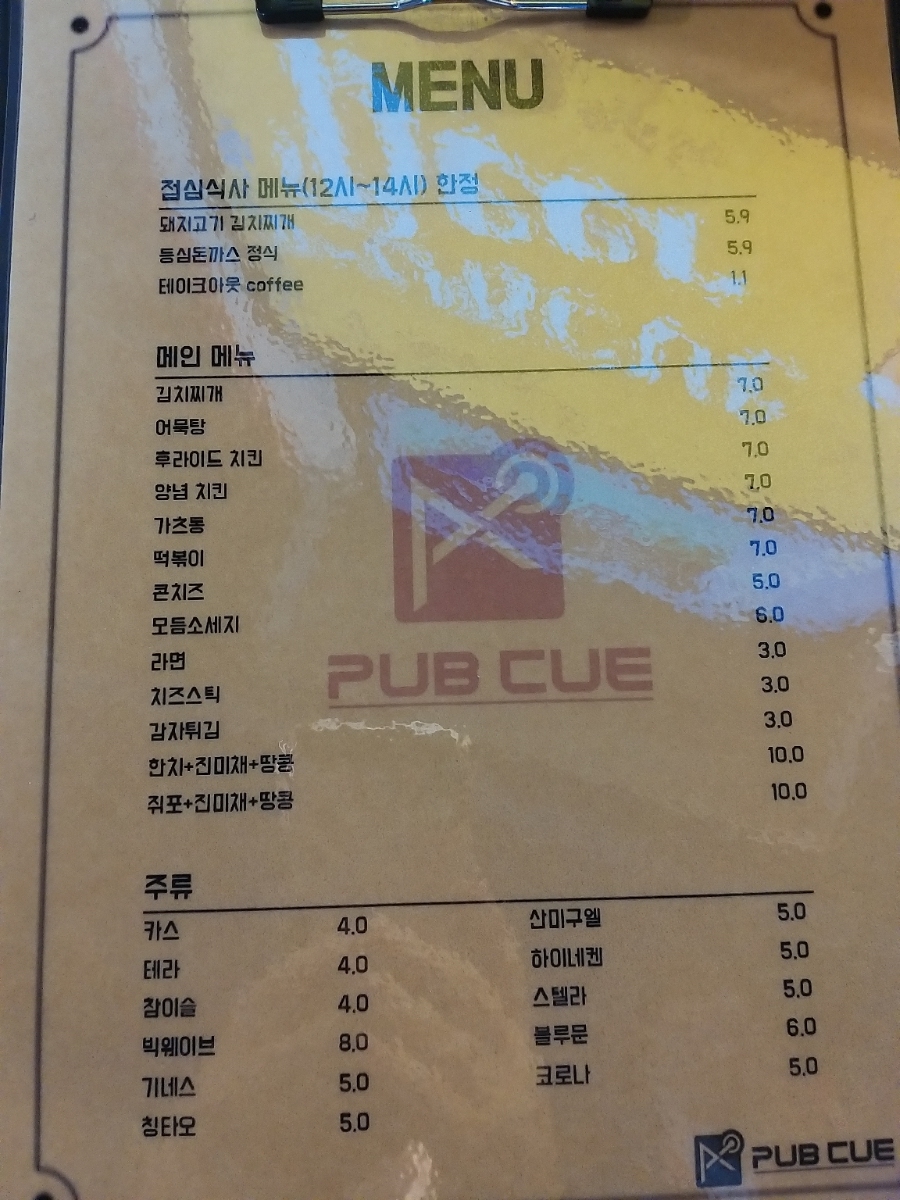 MENU
점심식사 메뉴(12시~14시) 한정
돼지고기 김치찌개 5.9
등심돈까스 정식 5.9
테이크아웃 coffee 1.1
메인 메뉴
김치찌개 7.0
어묵탕 7.0
후라이드 치킨 7.0
양념 치킨 7.0
가츠동 7.0
떡볶이 7.0
콘치즈 5.0
모듬소세지 6.0
라면 3.0
치즈스틱 3.0
감자튀김 3.0
한치+진미채+땅콩 10.0
쥐포+진미채+땅콩 10.0
PUB CUE
주류
카스 4.0 산미구엘 5.0
테라 4.0 하이네켄 5.0
참이슬 4.0 스텔라 5.0
빅웨이브 8.0 블루문 6.0
기네스 5.0 코로나 5.0
칭타오 5.0
PUB CUE